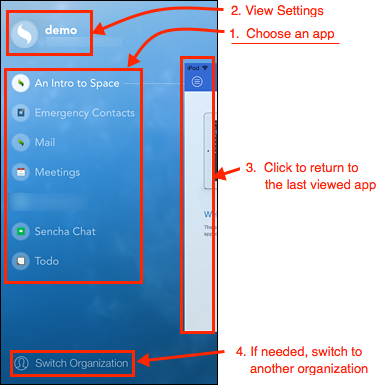 demo
2. View Settings
1. Choose an app
An Intro to Space
iPod
Emergency Contacts
Mail
Meetings
3. Click to return to
the last viewed app
Sencha Chat
Todo
4. If needed, switch to
another organization
Switch Organization